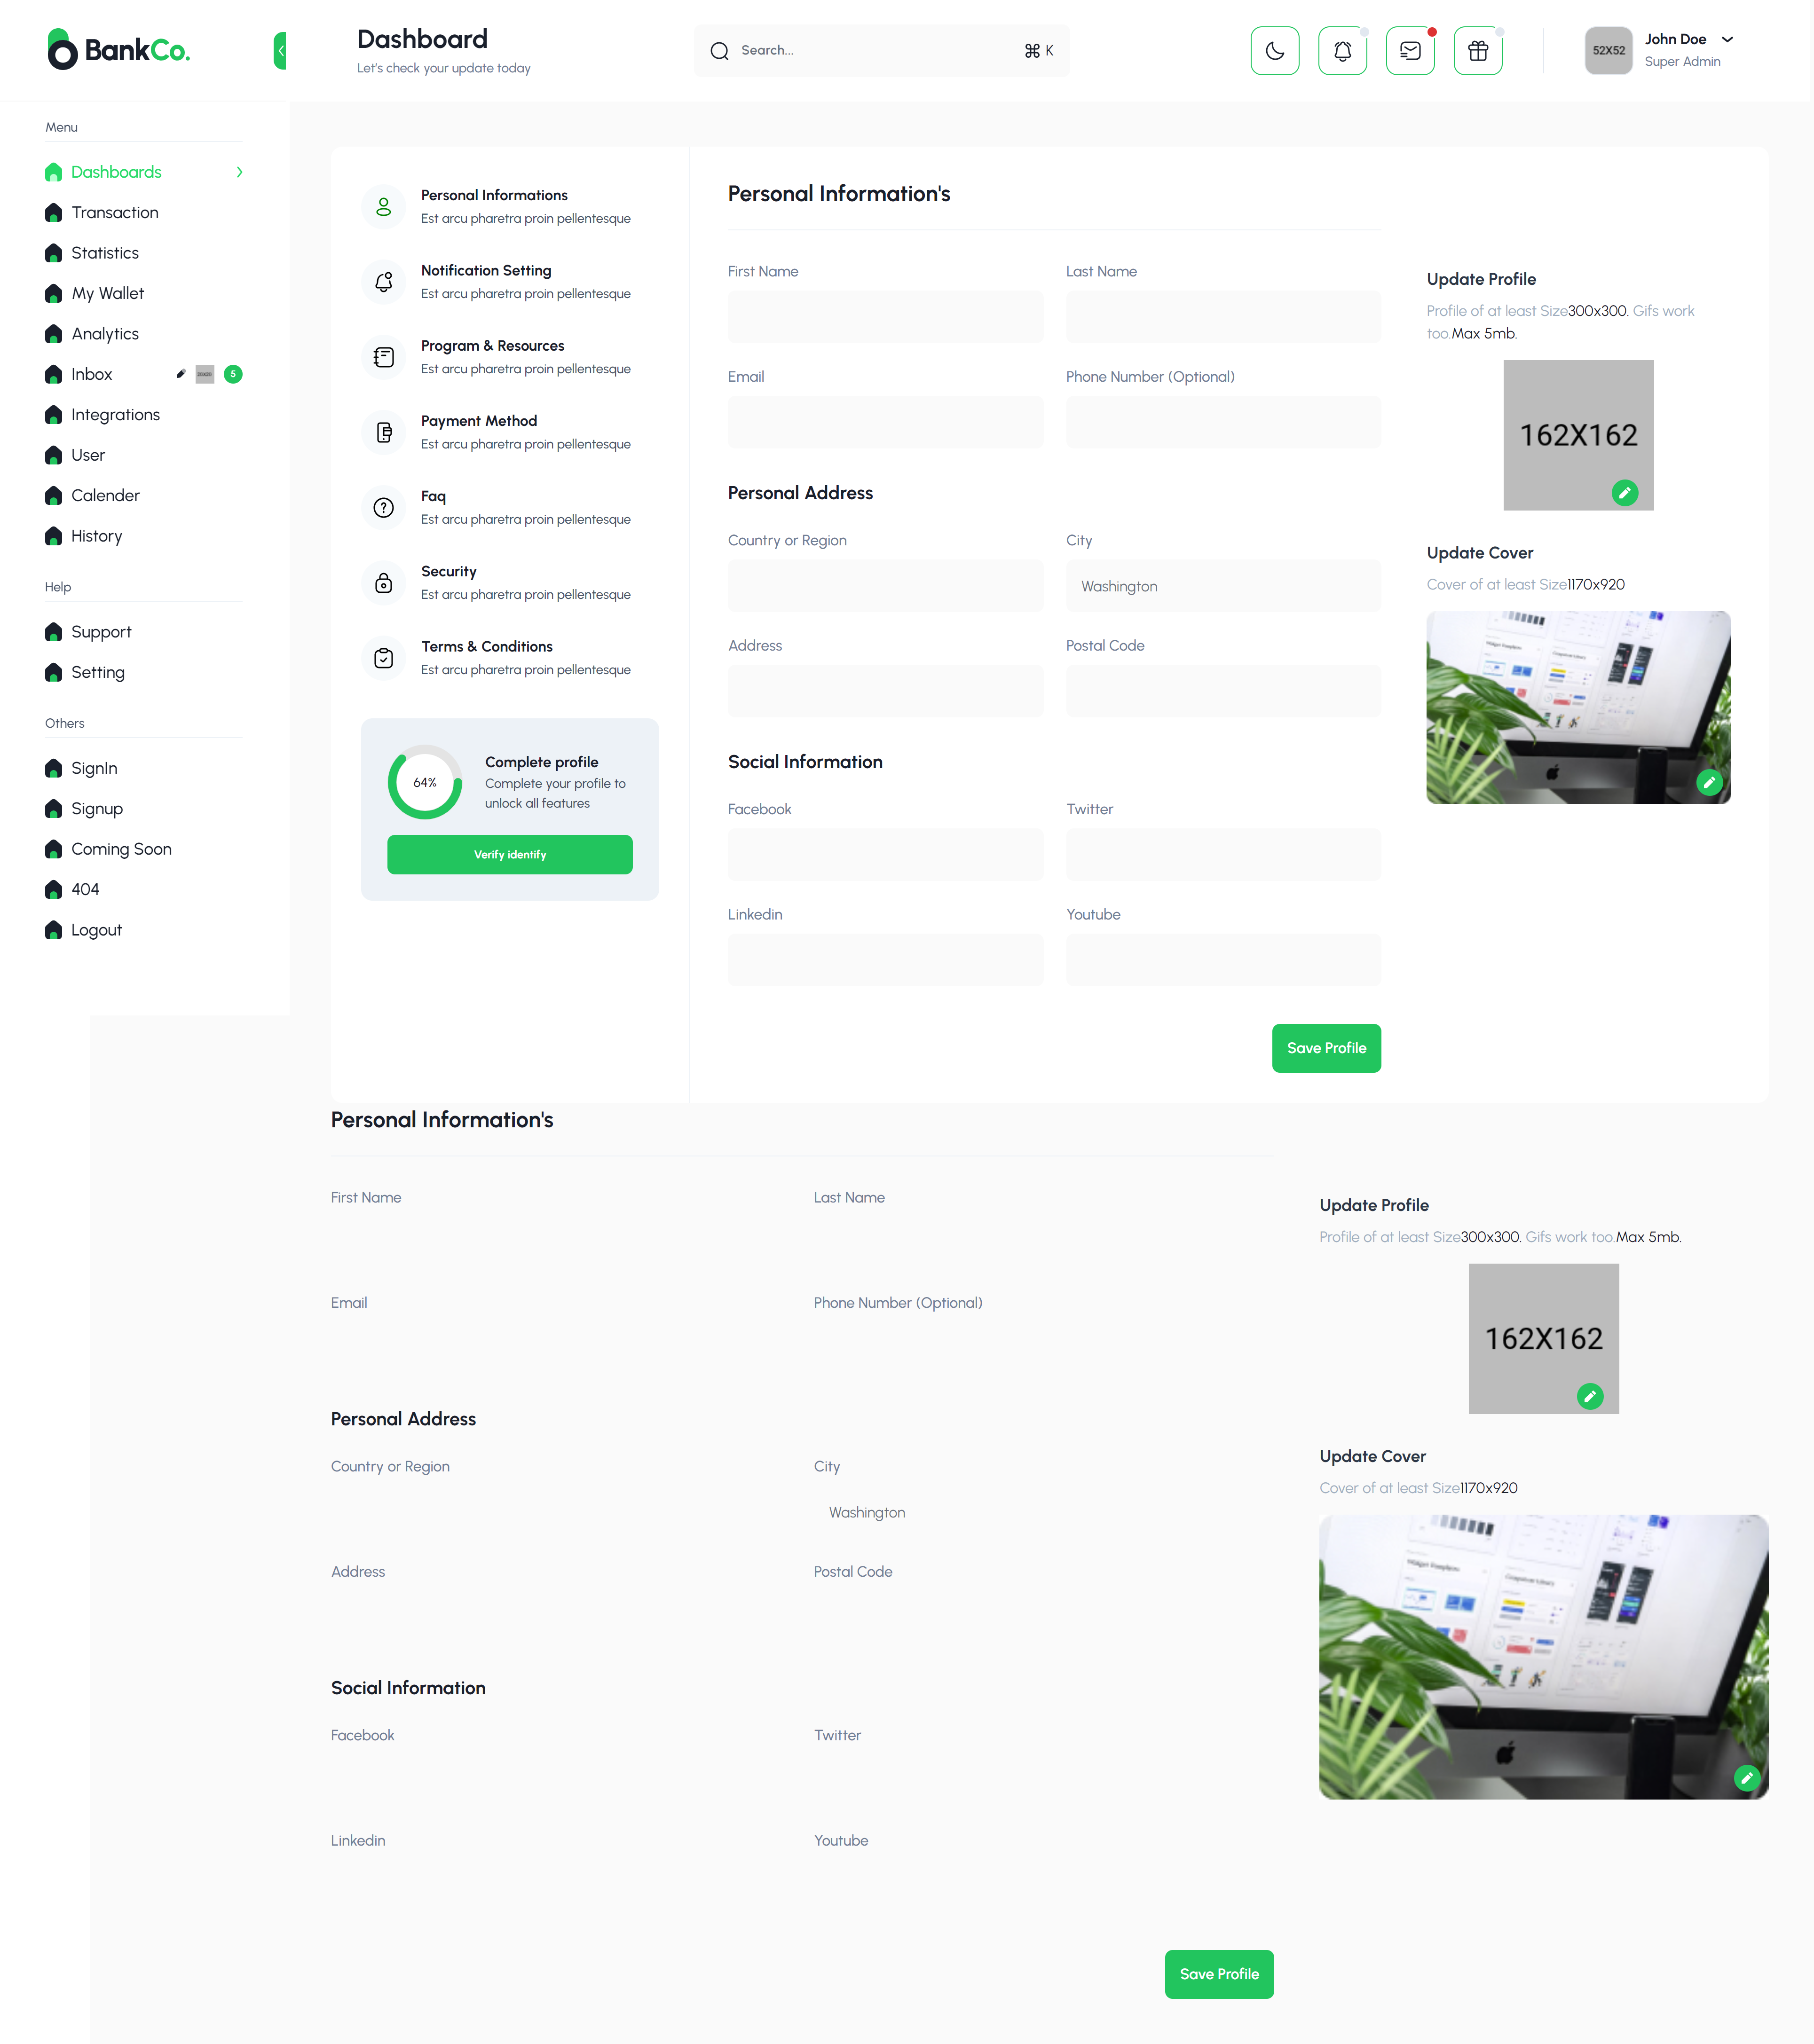 BankCo.
Dashboard
Let's check your update today
Search...
⌘ K
52X52
John Doe
Super Admin
Menu
Dashboards
Transaction
Statistics
My Wallet
Analytics
Inbox
5
Integrations
User
Calender
History
Help
Support
Setting
Others
SignIn
Signup
Coming Soon
404
Logout
Personal Informations
Est arcu pharetra proin pellentesque
Notification Setting
Est arcu pharetra proin pellentesque
Program & Resources
Est arcu pharetra proin pellentesque
Payment Method
Est arcu pharetra proin pellentesque
Faq
Est arcu pharetra proin pellentesque
Security
Est arcu pharetra proin pellentesque
Terms & Conditions
Est arcu pharetra proin pellentesque
64%
Complete profile
Complete your profile to
unlock all features
Verify identify
Personal Information's
First Name
Last Name
Email
Phone Number (Optional)
Personal Address
Country or Region
City
Washington
Address
Postal Code
Social Information
Facebook
Twitter
Linkedin
Youtube
Save Profile
Update Profile
Profile of at least Size300x300. Gifs work
too.Max 5mb.
162X162
Update Cover
Cover of at least Size1170x920
Personal Information's
First Name
Last Name
Email
Phone Number (Optional)
Personal Address
Country or Region
City
Washington
Address
Postal Code
Social Information
Facebook
Twitter
Linkedin
Youtube
Save Profile
Update Profile
Profile of at least Size300x300. Gifs work too.Max 5mb.
162X162
Update Cover
Cover of at least Size1170x920